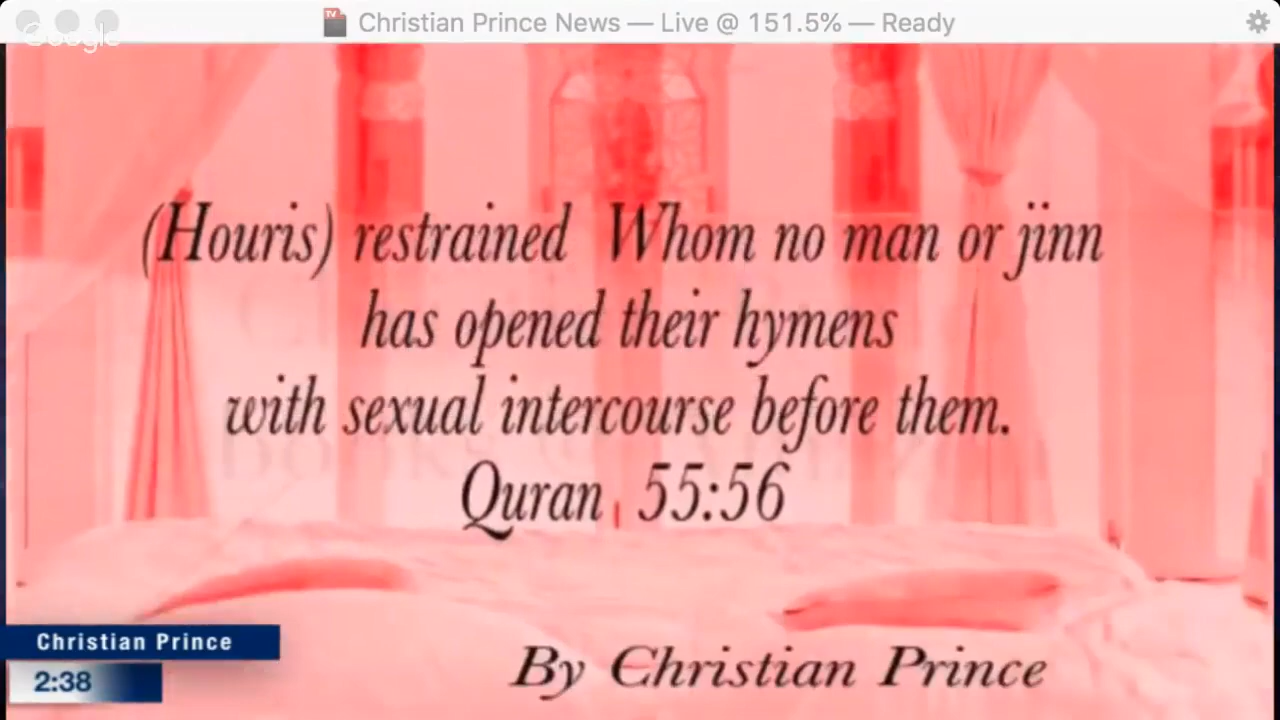 Christian Prince News — Live @ 151.5% — Ready
Google
(Houris) restrained Whom no man or jinn
has opened their hymens
with sexual intercourse before them.
Quran 55:56
Christian Prince
2:38
By Christian Prince